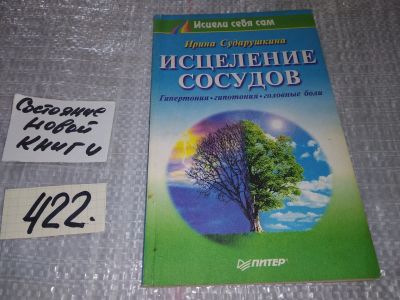 Состояние
новой
книги
422.
Исцели себя сам
Ирина Сударушкина
ИСЦЕЛЕНИЕ
СОСУДОВ
Гипертония • гипотония • головные боли
ПИТЕР